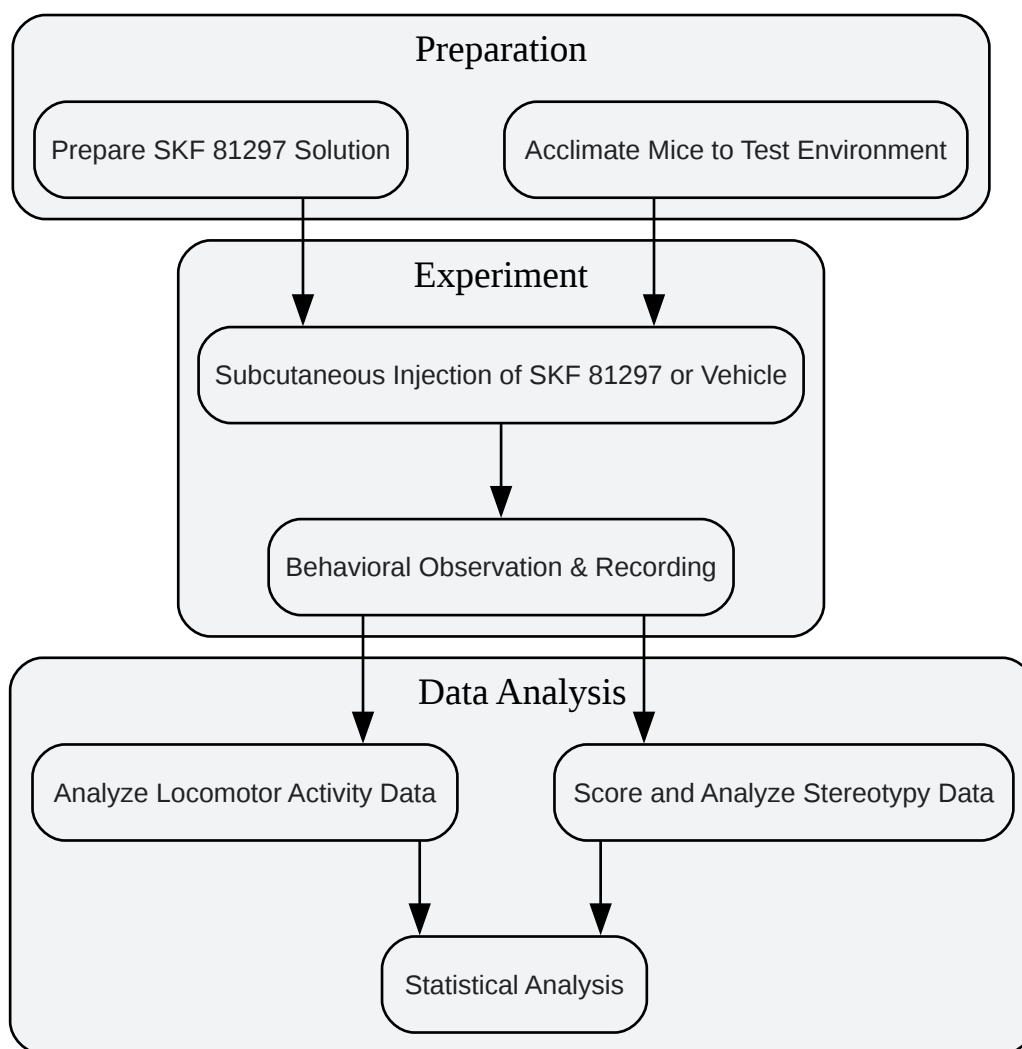 Preparation
Prepare SKF 81297 Solution
Acclimate Mice to Test Environment
Experiment
Subcutaneous Injection of SKF 81297 or Vehicle
Behavioral Observation & Recording
Data Analysis
Analyze Locomotor Activity Data
Score and Analyze Stereotypy Data
Statistical Analysis